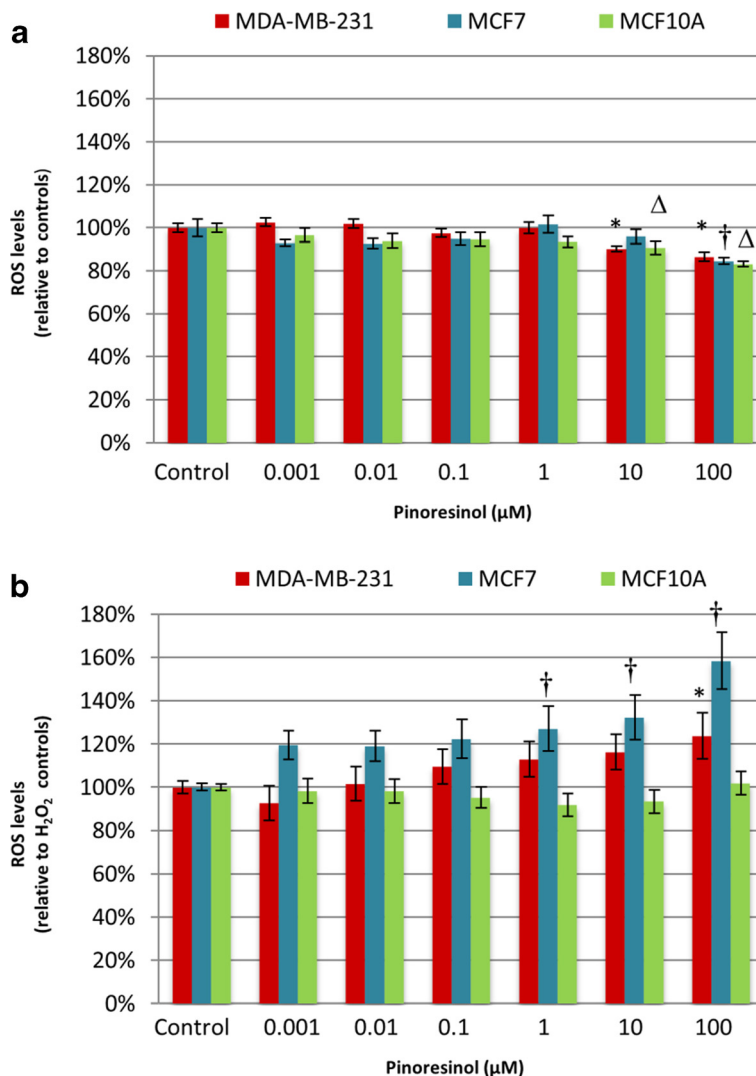 a
MDA-MB-231 MCF7 MCF10A
180%
160%
140%
120%
100%
80%
60%
40%
20%
0%
ROS levels
(relative to controls)
* Δ * † Δ
Control 0.001 0.01 0.1 1 10 100
Pinoresinol (µM)
b
MDA-MB-231 MCF7 MCF10A
180%
160%
140%
120%
100%
80%
60%
40%
20%
0%
ROS levels
(relative to H₂O₂ controls)
† † * †
Control 0.001 0.01 0.1 1 10 100
Pinoresinol (µM)